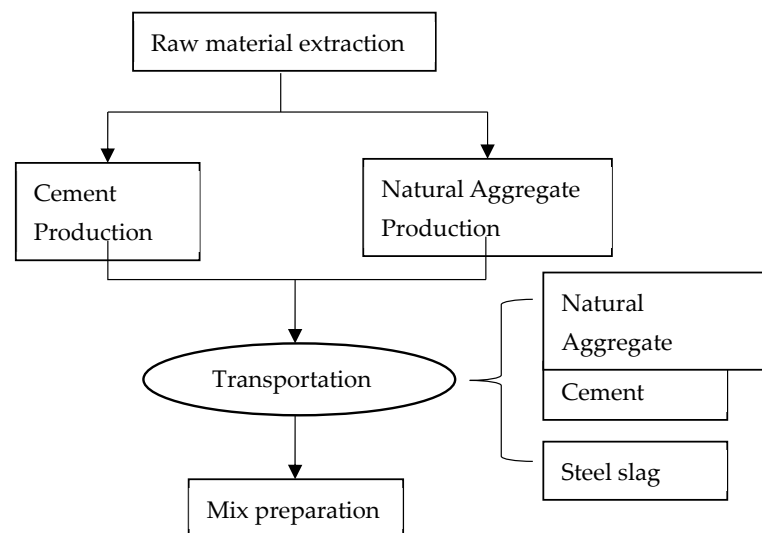 Raw material extraction
Cement
Production
Natural Aggregate
Production
Natural
Aggregate
Transportation
Cement
Steel slag
Mix preparation